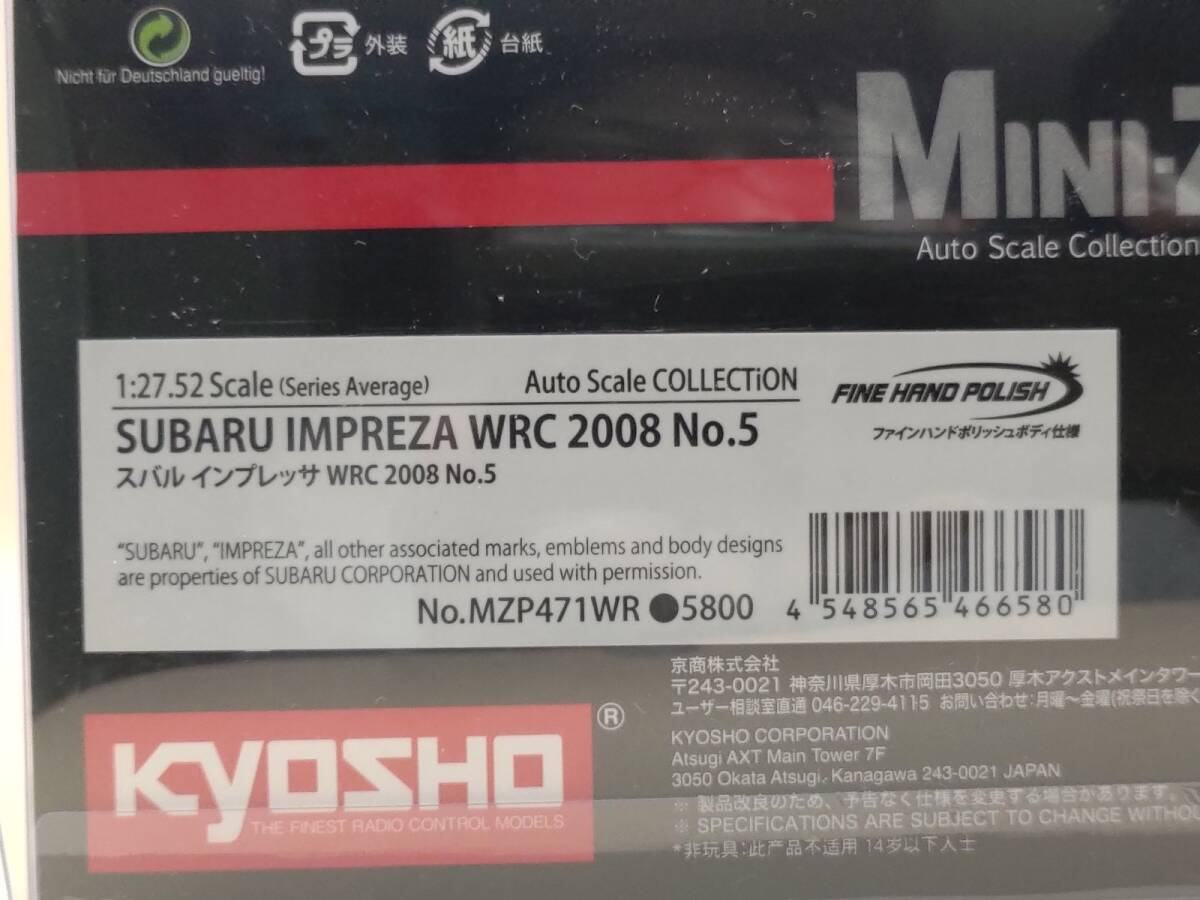 Nicht für Deutschland gueltig!
プラ 外装
紙 台紙
MINI-Z
Auto Scale Collection
1:27.52 Scale (Series Average)
Auto Scale COLLECTiON
SUBARU IMPREZA WRC 2008 No.5
スバル インプレッサ WRC 2008 No.5
FINE HAND POLISH
ファインハンドポリッシュボディ仕様
"SUBARU", "IMPREZA", all other associated marks, emblems and body designs
are properties of SUBARU CORPORATION and used with permission.
No.MZP471WR ●5800
4 548565 466580
京商株式会社
〒243-0021 神奈川県厚木市岡田3050 厚木アクストメインタワー
ユーザー相談室直通 046-229-4115 お問い合わせ:月曜～金曜(祝祭日を除く
KYOSHO CORPORATION
Atsugi AXT Main Tower 7F
3050 Okata Atsugi, Kanagawa 243-0021 JAPAN
※ 製品改良のため、予告なく仕様を変更する場合があります。
※ SPECIFICATIONS ARE SUBJECT TO CHANGE WITHOU
*非玩具:此产品不适用 14岁以下人士
KYOSHO ®
THE FINEST RADIO CONTROL MODELS